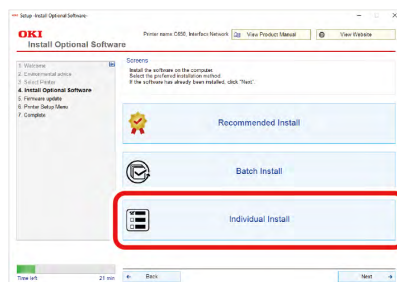 Setup -Install Optional Software-
OKI
Install Optional Software
Printer name C650, Interface Network
View Product Manual
View Website
1. Welcome
2. Environmental advice
3. Select Printer
4. Install Optional Software
5. Firmware update
6. Printer Setup Menu
7. Complete
Screens
Install the software on the computer.
Select the preferred installation method.
If the software has already been installed, click "Next".
Recommended Install
Batch Install
Individual Install
Time left
21 min
Back
Next